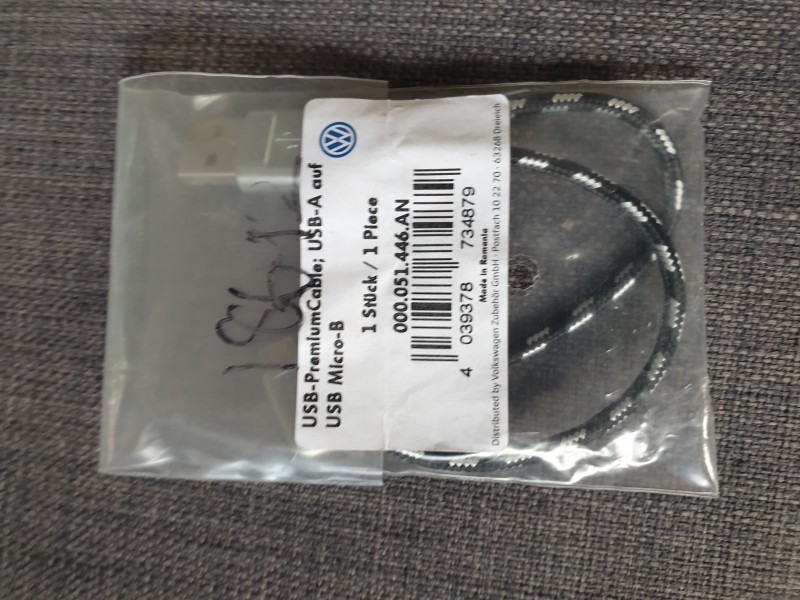 USB-PremiumCable; USB-A auf
USB Micro-B
1 Stück / 1 Piece
000.051.446.AN
4 039378 734879
Made in Romania
Distributed by Volkswagen Zubehör GmbH · Postfach 10 22 70 · 63268 Dreieich